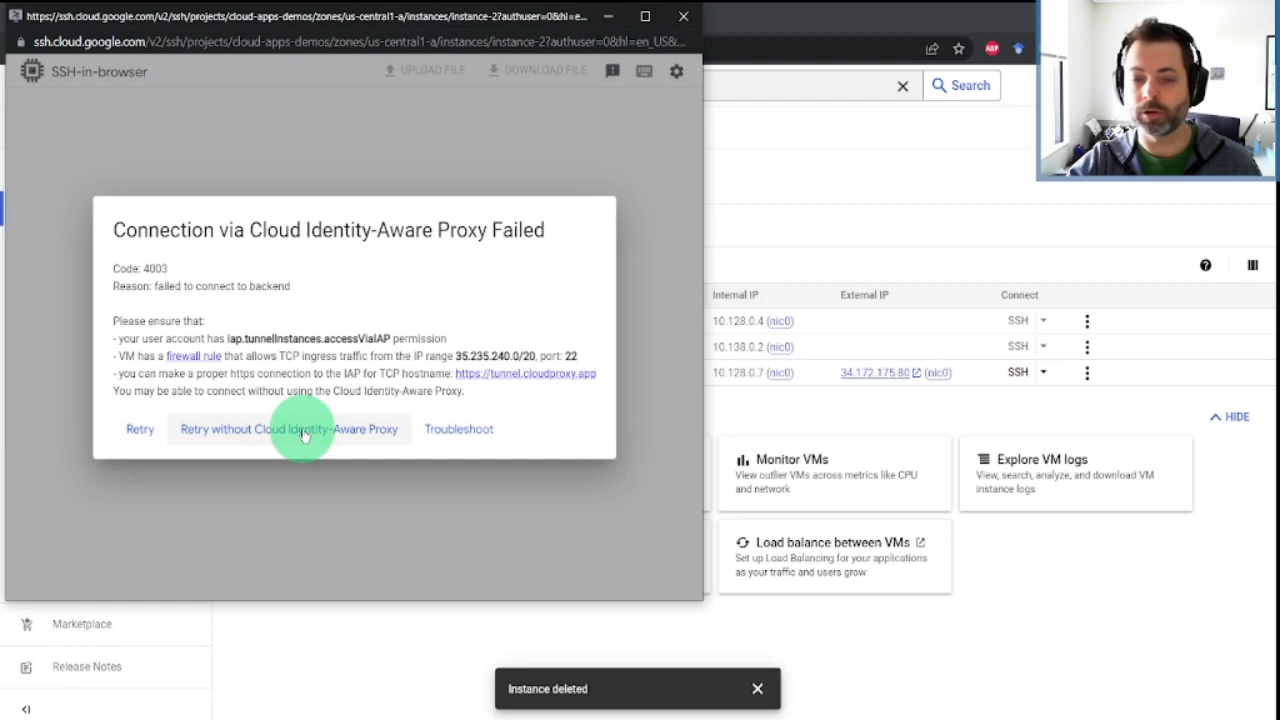 https://ssh.cloud.google.com/v2/ssh/projects/cloud-apps-demos/zones/us-central1-a/instances/instance-2?authuser=0&hl=e...
ssh.cloud.google.com/v2/ssh/projects/cloud-apps-demos/zones/us-central1-a/instances/instance-2?authuser=0&hl=en_US&...
SSH-in-browser
UPLOAD FILE
DOWNLOAD FILE
ABP
Search
Connection via Cloud Identity-Aware Proxy Failed
Code: 4003
Reason: failed to connect to backend
Please ensure that:
- your user account has iap.tunnelInstances.accessViaIAP permission
- VM has a firewall rule that allows TCP ingress traffic from the IP range 35.235.240.0/20, port: 22
- you can make a proper https connection to the IAP for TCP hostname: https://tunnel.cloudproxy.app
You may be able to connect without using the Cloud Identity-Aware Proxy.
Retry
Retry without Cloud Identity-Aware Proxy
Troubleshoot
Internal IP External IP Connect
10.128.0.4 (nic0) SSH
10.138.0.2 (nic0) SSH
10.128.0.7 (nic0) 34.172.175.80 (nic0) SSH
HIDE
Monitor VMs
View outlier VMs across metrics like CPU
and network
Explore VM logs
View, search, analyze, and download VM
instance logs
Load balance between VMs
Set up Load Balancing for your applications
as your traffic and users grow
Marketplace
Release Notes
Instance deleted